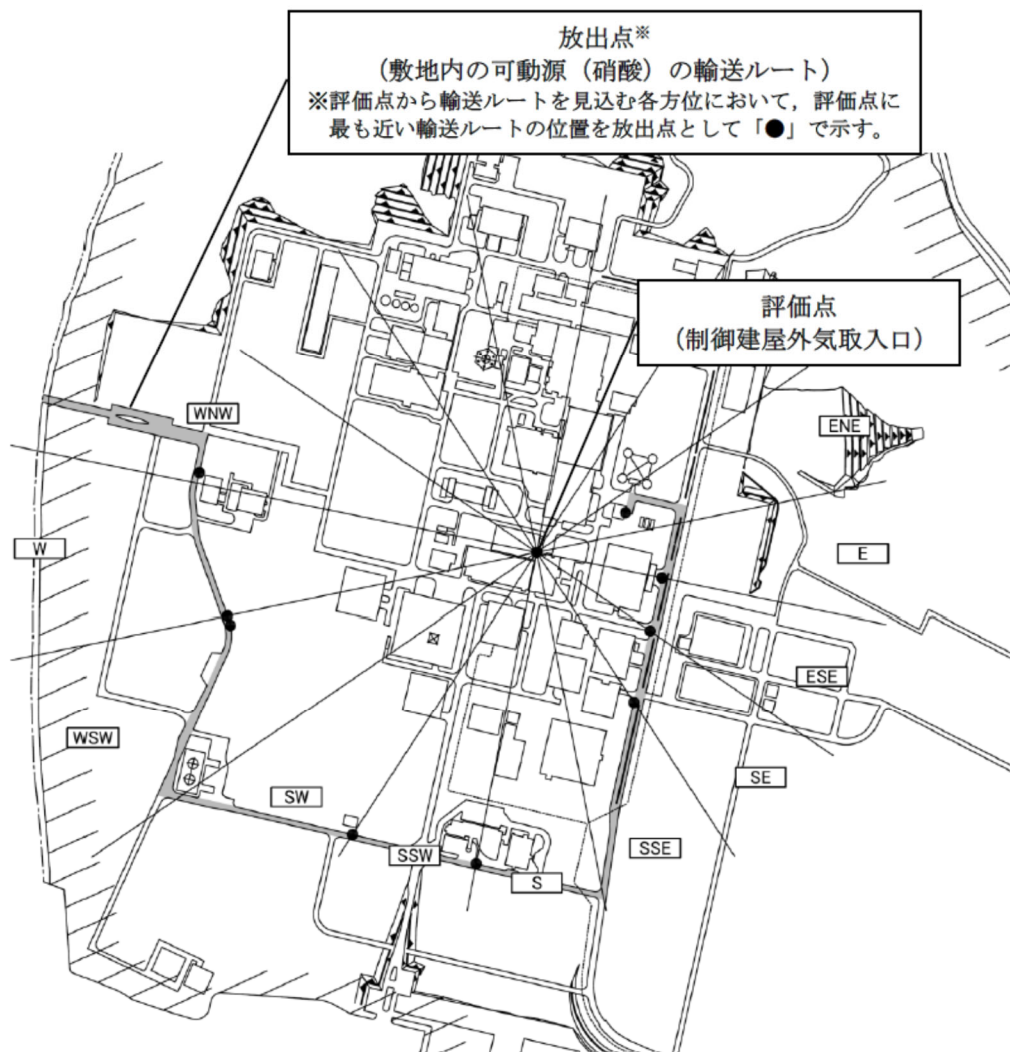 放出点※
(敷地内の可動源（硝酸）の輸送ルート)
※評価点から輸送ルートを見込む各方位において，評価点に
最も近い輸送ルートの位置を放出点として「●」で示す。
評価点
(制御建屋外気取入口)
WNW
ENE
W
E
ESE
WSW
SE
SW
SSW
SSE
S